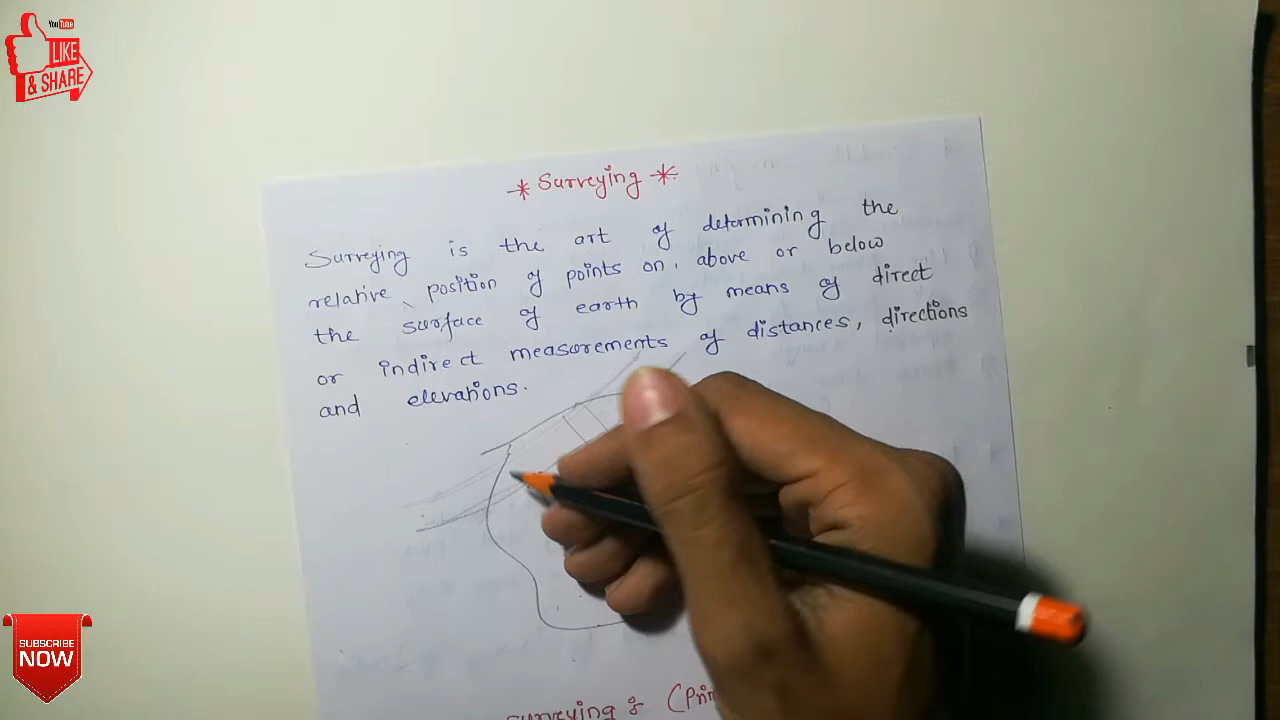 YouTube
LIKE
& SHARE
* Surveying *
Surveying is the art of determining the
relative position of points on, above or below
the surface of earth by means of direct
or indirect measurements of distances, directions
and elevations.
SUBSCRIBE
NOW
surveying : (Prin